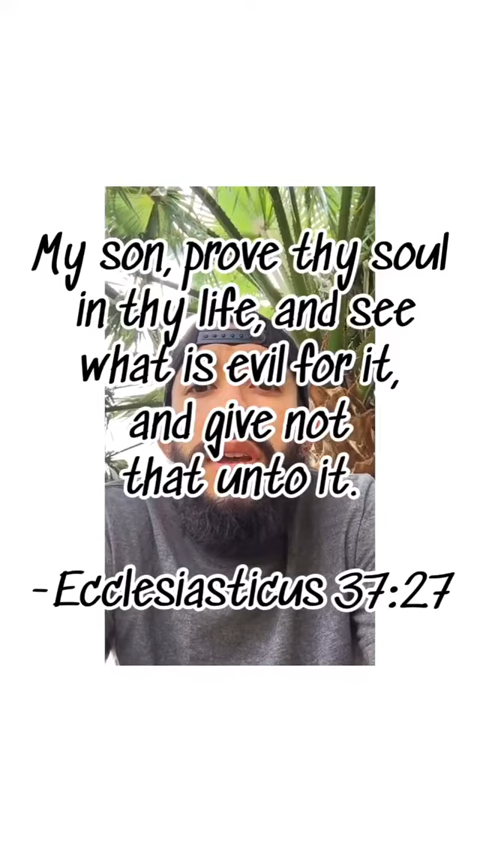 My son, prove thy soul
in thy life, and see
what is evil for it,
and give not
that unto it.
-Ecclesiasticus 37:27